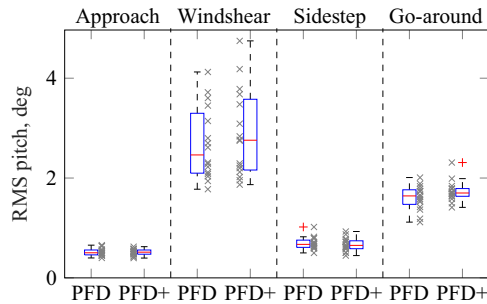 Approach Windshear Sidestep Go-around
RMS pitch, deg
4
2
0
PFD PFD+ PFD PFD+ PFD PFD+ PFD PFD+